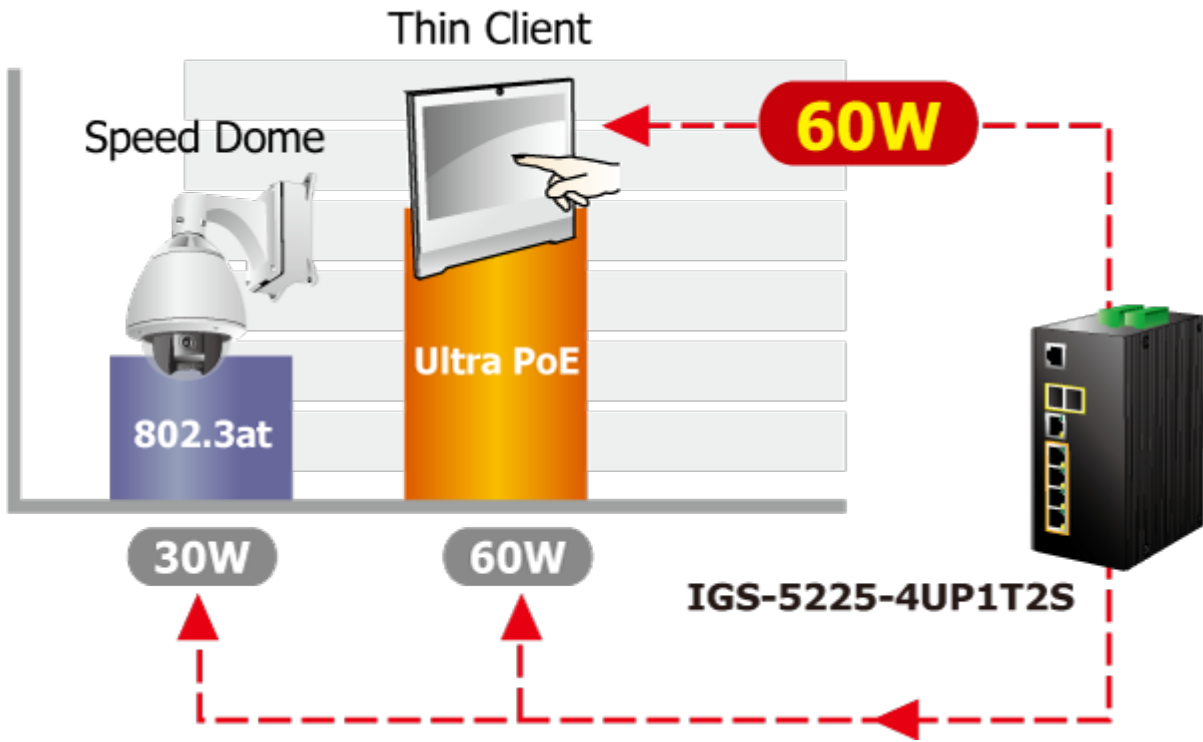 Thin Client
60W
Speed Dome
Ultra PoE
802.3at
30W
60W
IGS-5225-4UP1T2S